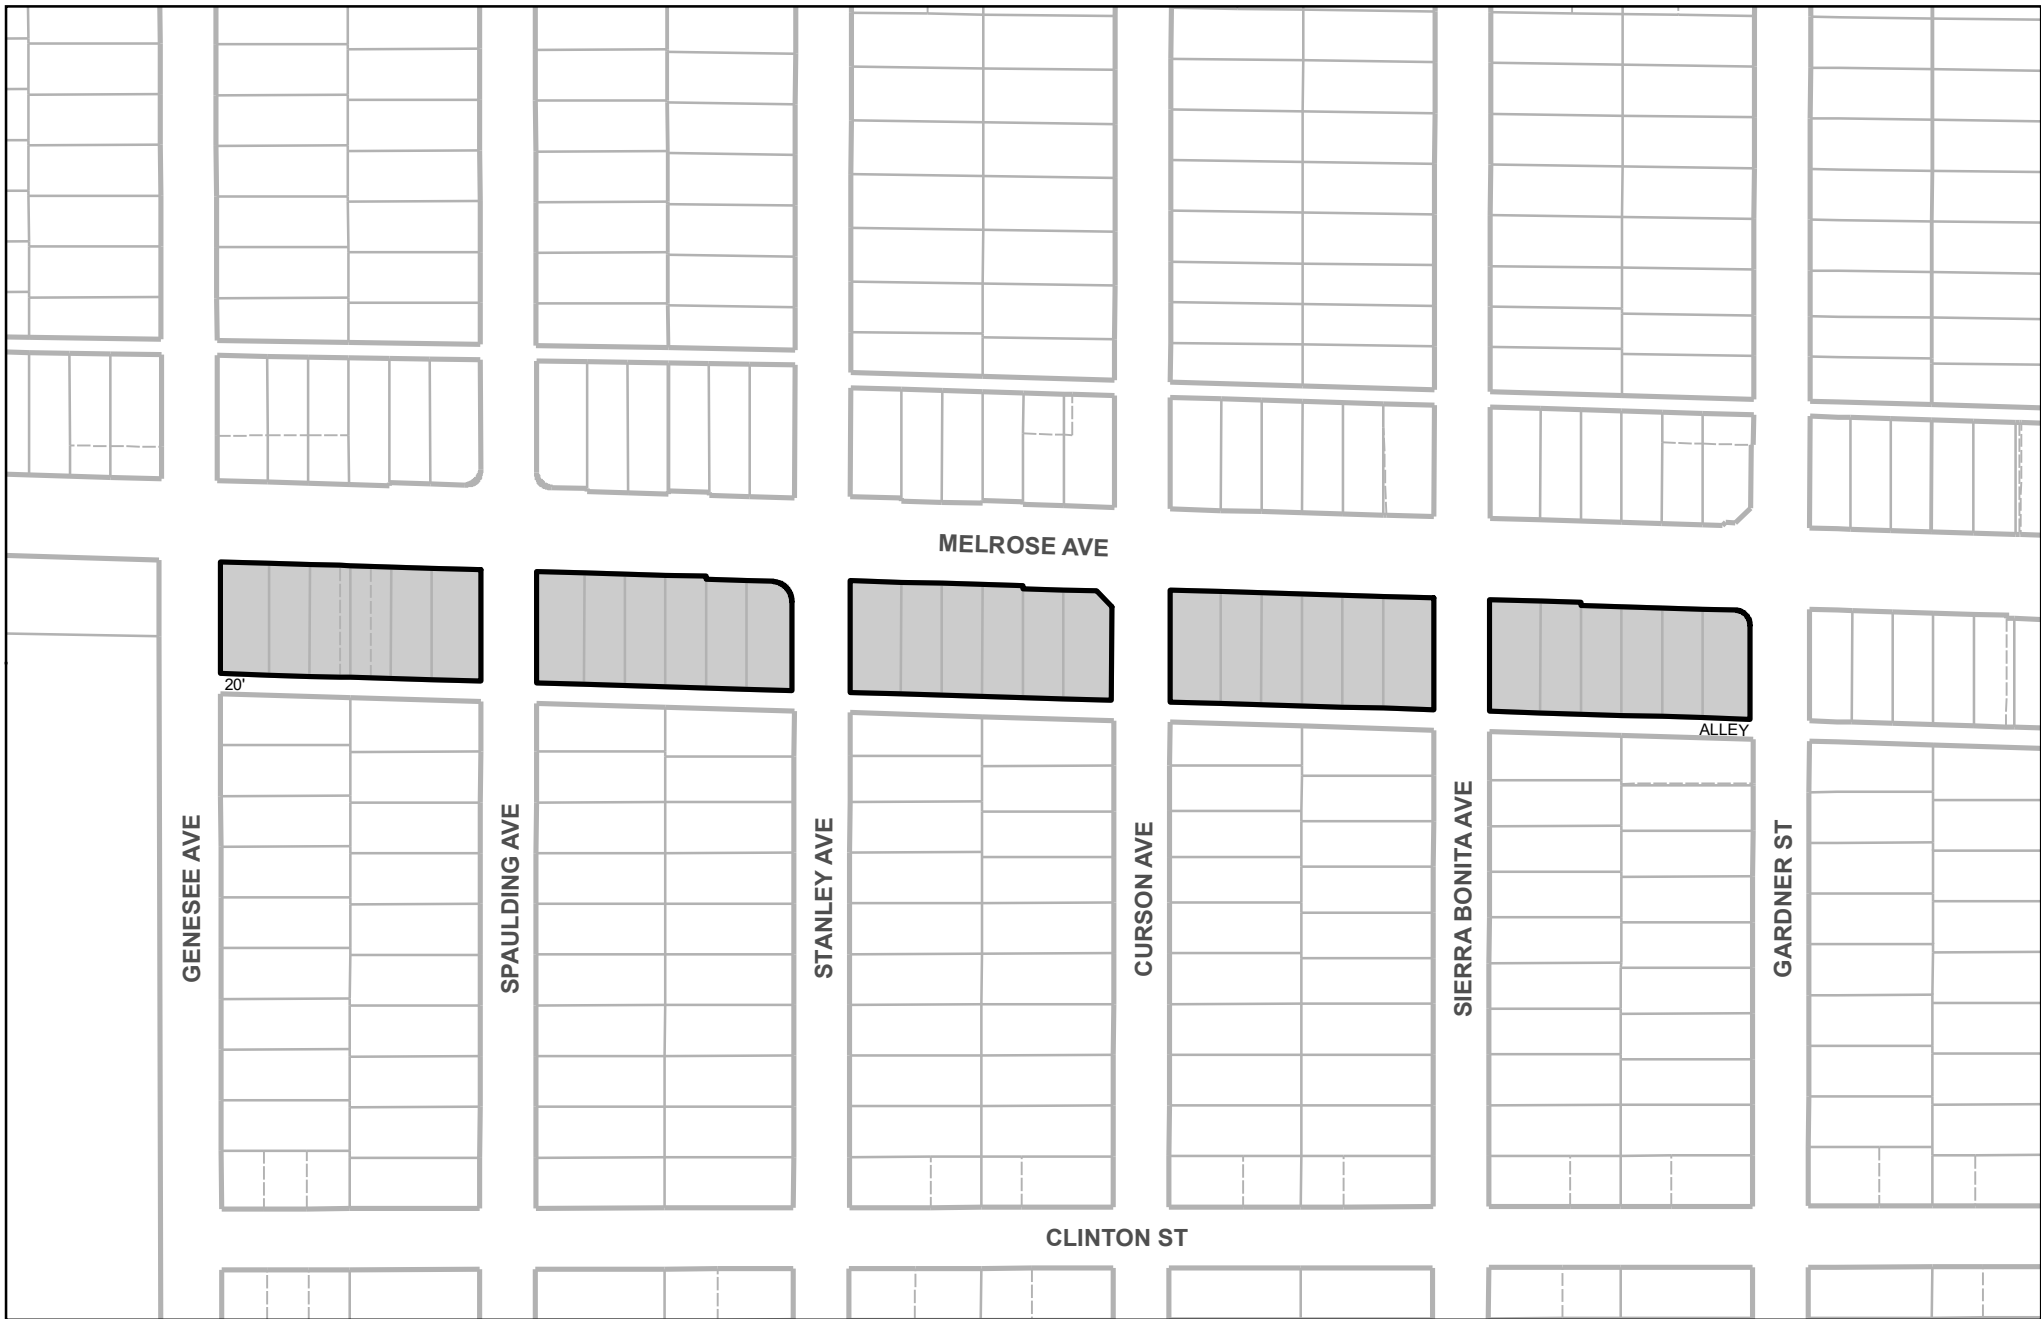 MELROSE AVE
20'
ALLEY
GENESEE AVE
SPAULDING AVE
STANLEY AVE
CURSON AVE
SIERRA BONITA AVE
GARDNER ST
CLINTON ST